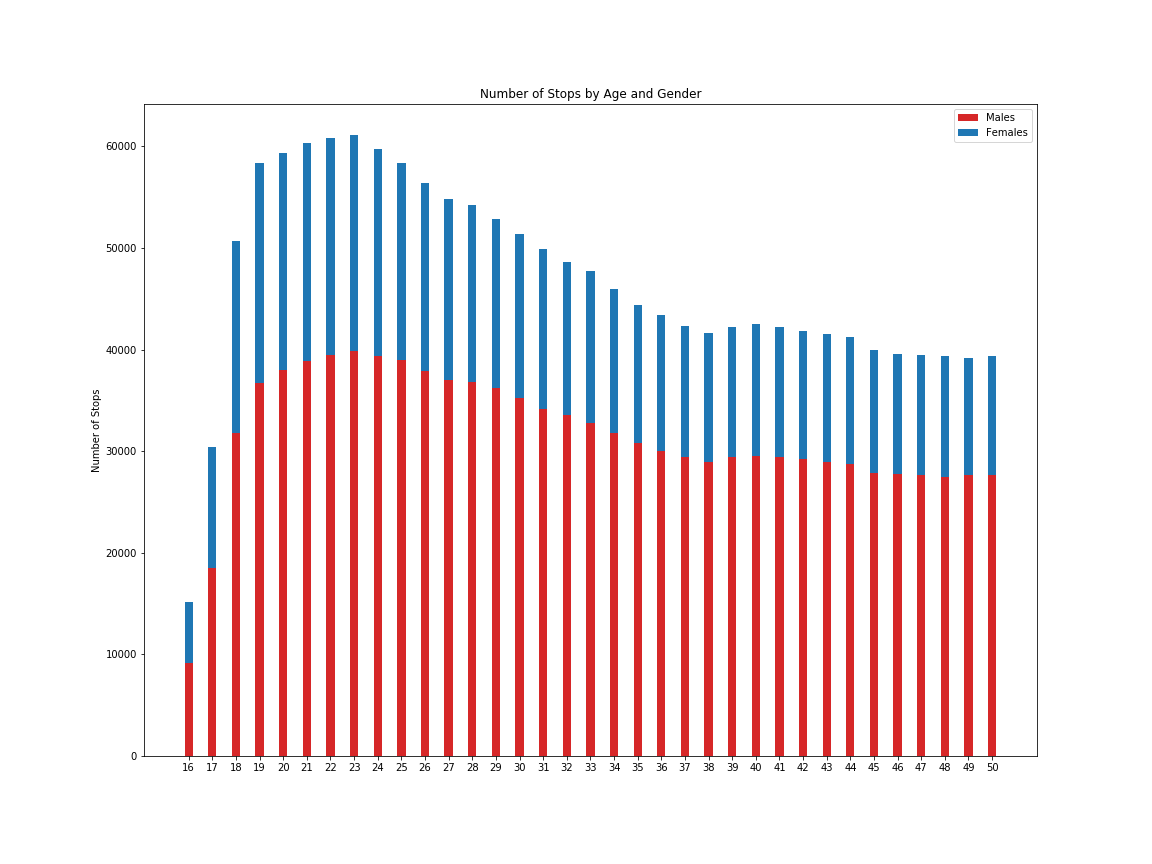 Number of Stops by Age and Gender
Males
Females
60000
50000
40000
30000
20000
10000
0
Number of Stops
16 17 18 19 20 21 22 23 24 25 26 27 28 29 30 31 32 33 34 35 36 37 38 39 40 41 42 43 44 45 46 47 48 49 50